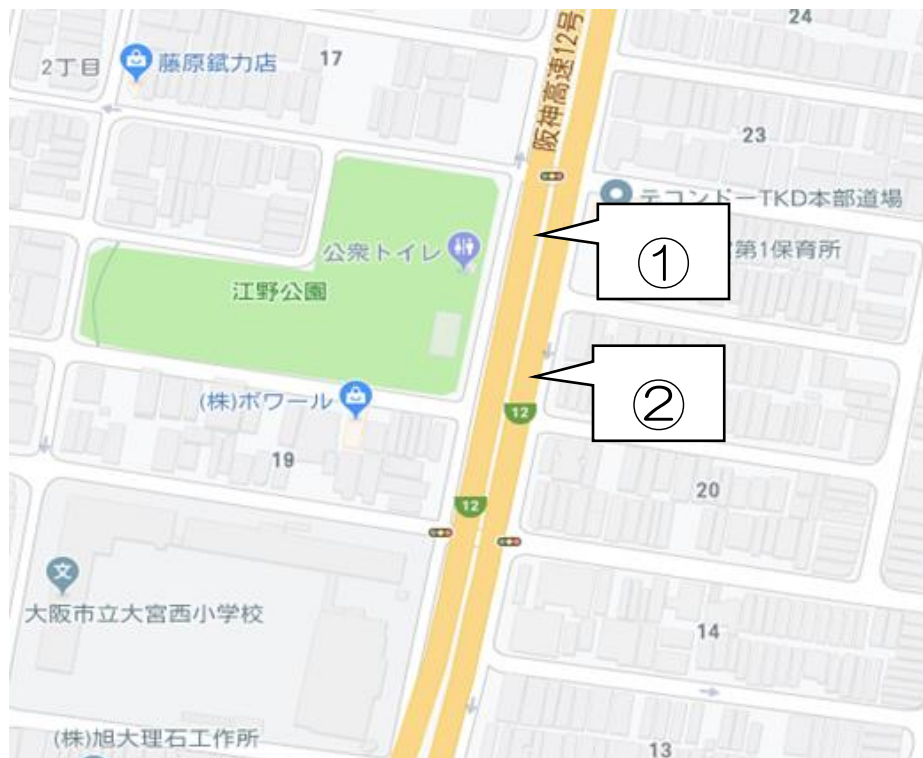 24
阪神高速12号
17
藤原鉞力店
2丁目
23
テコンドーTKD本部道場
①
第1保育所
公衆トイレ
江野公園
②
(株)ボワール
12
19
20
12
大阪市立大宮西小学校
文
14
(株)旭大理石工作所
13